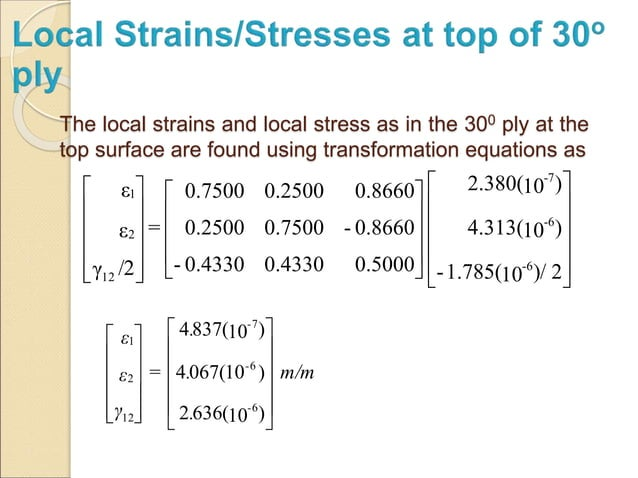 Local Strains/Stresses at top of 30º
ply
The local strains and local stress as in the 30⁰ ply at the
top surface are found using transformation equations as
[ε1 ε2 γ12 /2] = [0.7500 0.2500 0.8660; 0.2500 0.7500 - 0.8660; - 0.4330 0.4330 0.5000] [2.380(10⁻⁷) 4.313(10⁻⁶) -1.785(10⁻⁶)/ 2]
[ε1 ε2 γ12] = [4.837(10⁻⁷) 4.067(10⁻⁶) 2.636(10⁻⁶)] m/m